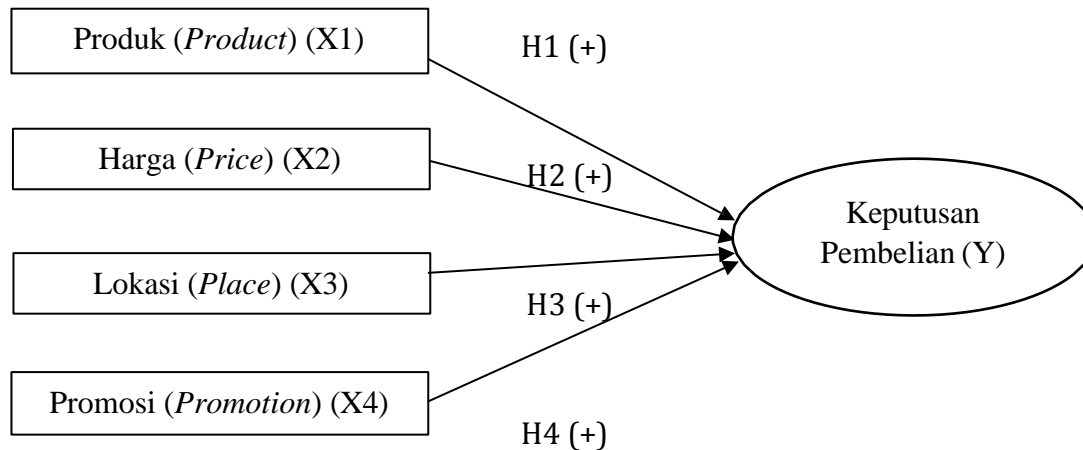 Produk (Product) (X1)
H1 (+)
Harga (Price) (X2)
H2 (+)
Keputusan
Pembelian (Y)
Lokasi (Place) (X3)
H3 (+)
Promosi (Promotion) (X4)
H4 (+)